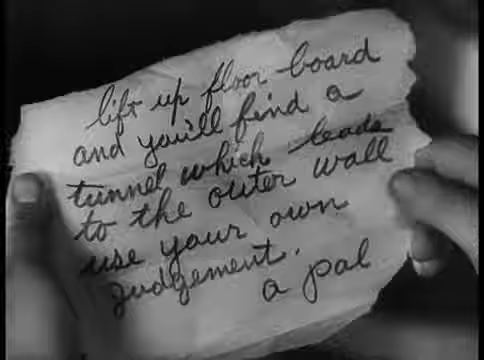 lift up floor board
and you'll find a
tunnel which leads
to the outer wall
use your own
judgement.
a pal